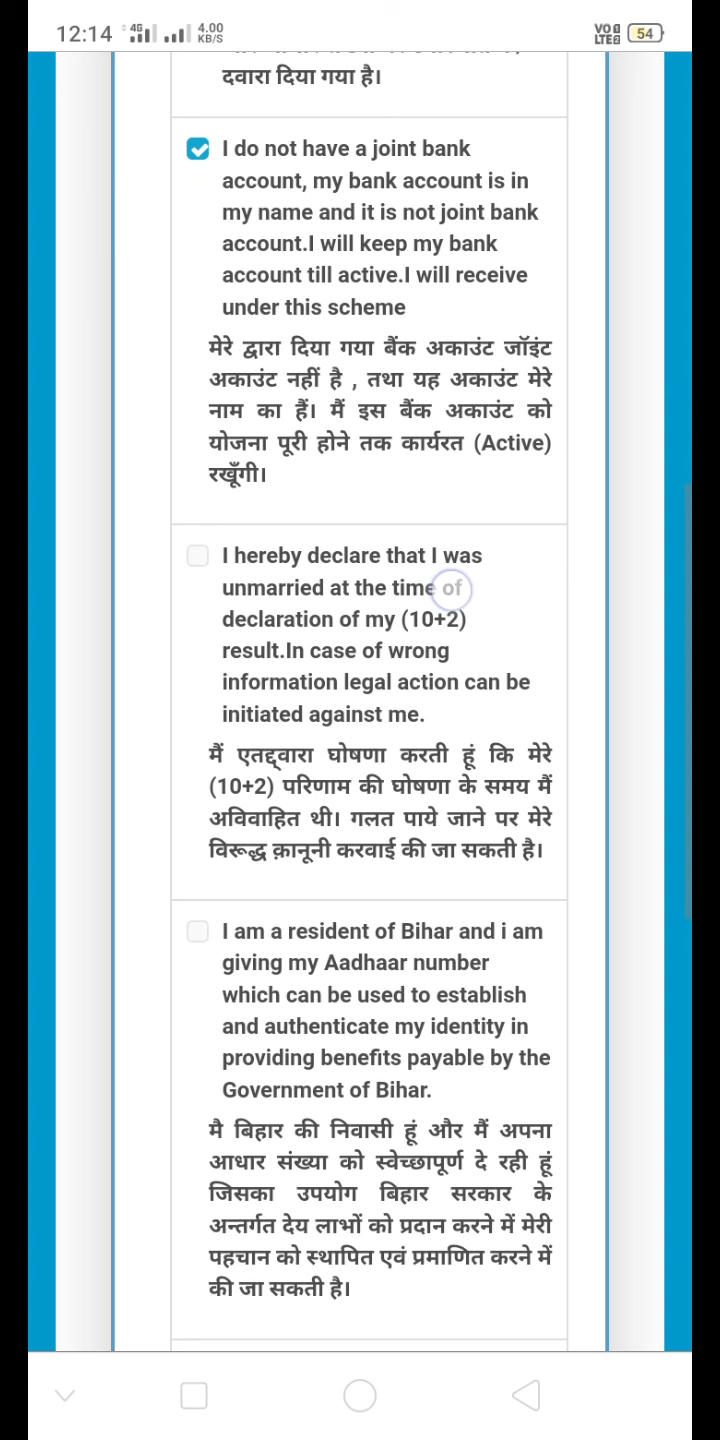 12:14 4G 4.00 KB/S VO LTE 54
दवारा दिया गया है।
I do not have a joint bank
account, my bank account is in
my name and it is not joint bank
account.I will keep my bank
account till active.I will receive
under this scheme
मेरे द्वारा दिया गया बैंक अकाउंट जॉइंट
अकाउंट नहीं है , तथा यह अकाउंट मेरे
नाम का हैं। मैं इस बैंक अकाउंट को
योजना पूरी होने तक कार्यरत (Active)
रखूँगी।
I hereby declare that I was
unmarried at the time of
declaration of my (10+2)
result.In case of wrong
information legal action can be
initiated against me.
मैं एतद्द्वारा घोषणा करती हूं कि मेरे
(10+2) परिणाम की घोषणा के समय मैं
अविवाहित थी। गलत पाये जाने पर मेरे
विरूद्ध क़ानूनी करवाई की जा सकती है।
I am a resident of Bihar and i am
giving my Aadhaar number
which can be used to establish
and authenticate my identity in
providing benefits payable by the
Government of Bihar.
मै बिहार की निवासी हूं और मैं अपना
आधार संख्या को स्वेच्छापूर्ण दे रही हूं
जिसका उपयोग बिहार सरकार के
अन्तर्गत देय लाभों को प्रदान करने में मेरी
पहचान को स्थापित एवं प्रमाणित करने में
की जा सकती है।